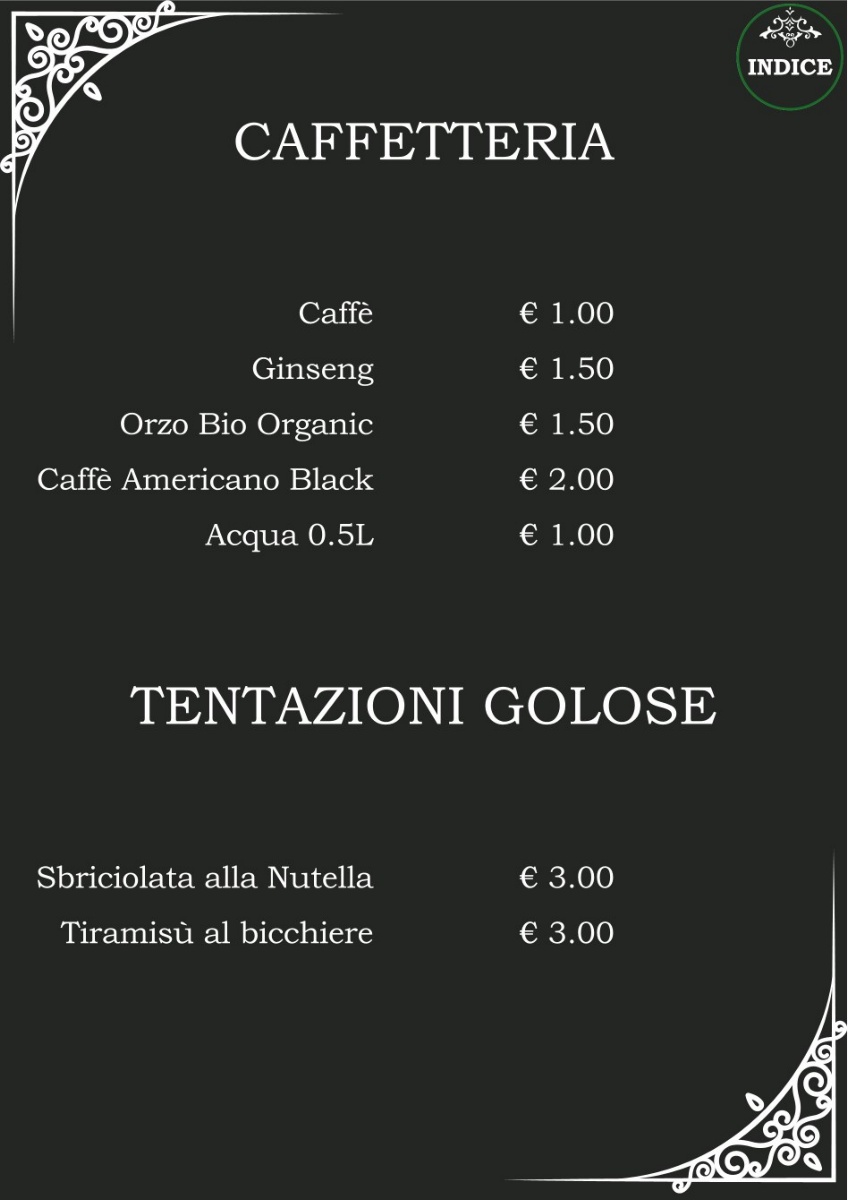 INDICE
CAFFETTERIA
Caffè € 1.00
Ginseng € 1.50
Orzo Bio Organic € 1.50
Caffè Americano Black € 2.00
Acqua 0.5L € 1.00
TENTAZIONI GOLOSE
Sbriciolata alla Nutella € 3.00
Tiramisù al bicchiere € 3.00